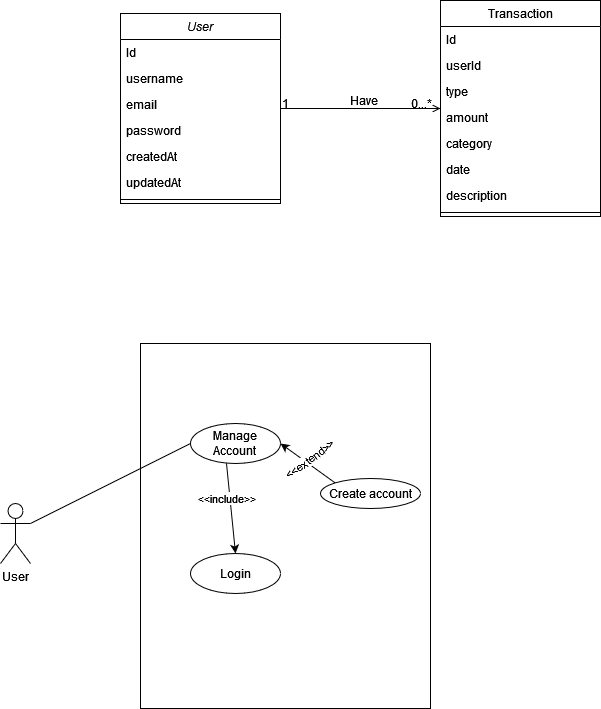 User
Id
username
email
password
createdAt
updatedAt
1
Have
0...*
Transaction
Id
userId
type
amount
category
date
description
Manage
Account
<<extend>>
Create account
<<include>>
Login
User